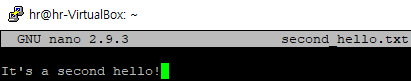 hr@hr-VirtualBox: ~
GNU nano 2.9.3 second_hello.txt
It's a second hello!